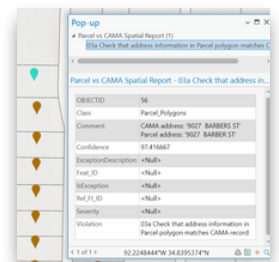 Pop-up
Parcel vs CAMA Spatial Report (1)
03a Check that address information in Parcel polygon matches C
Parcel vs CAMA Spatial Report - 03a Check that address in...
OBJECTID 56
Class Parcel_Polygons
Comment CAMA address: '9027 BARBERS ST'
Parcel address: '9027 BARBER ST'
Confidence 97.416667
ExceptionDescription <Null>
Feat_ID <Null>
IsException <Null>
Ref_Ft_ID <Null>
Severity <Null>
Violation 03a Check that address information in
Parcel polygon matches CAMA record
1 of 1
92.2248444°W 34.8395374°N